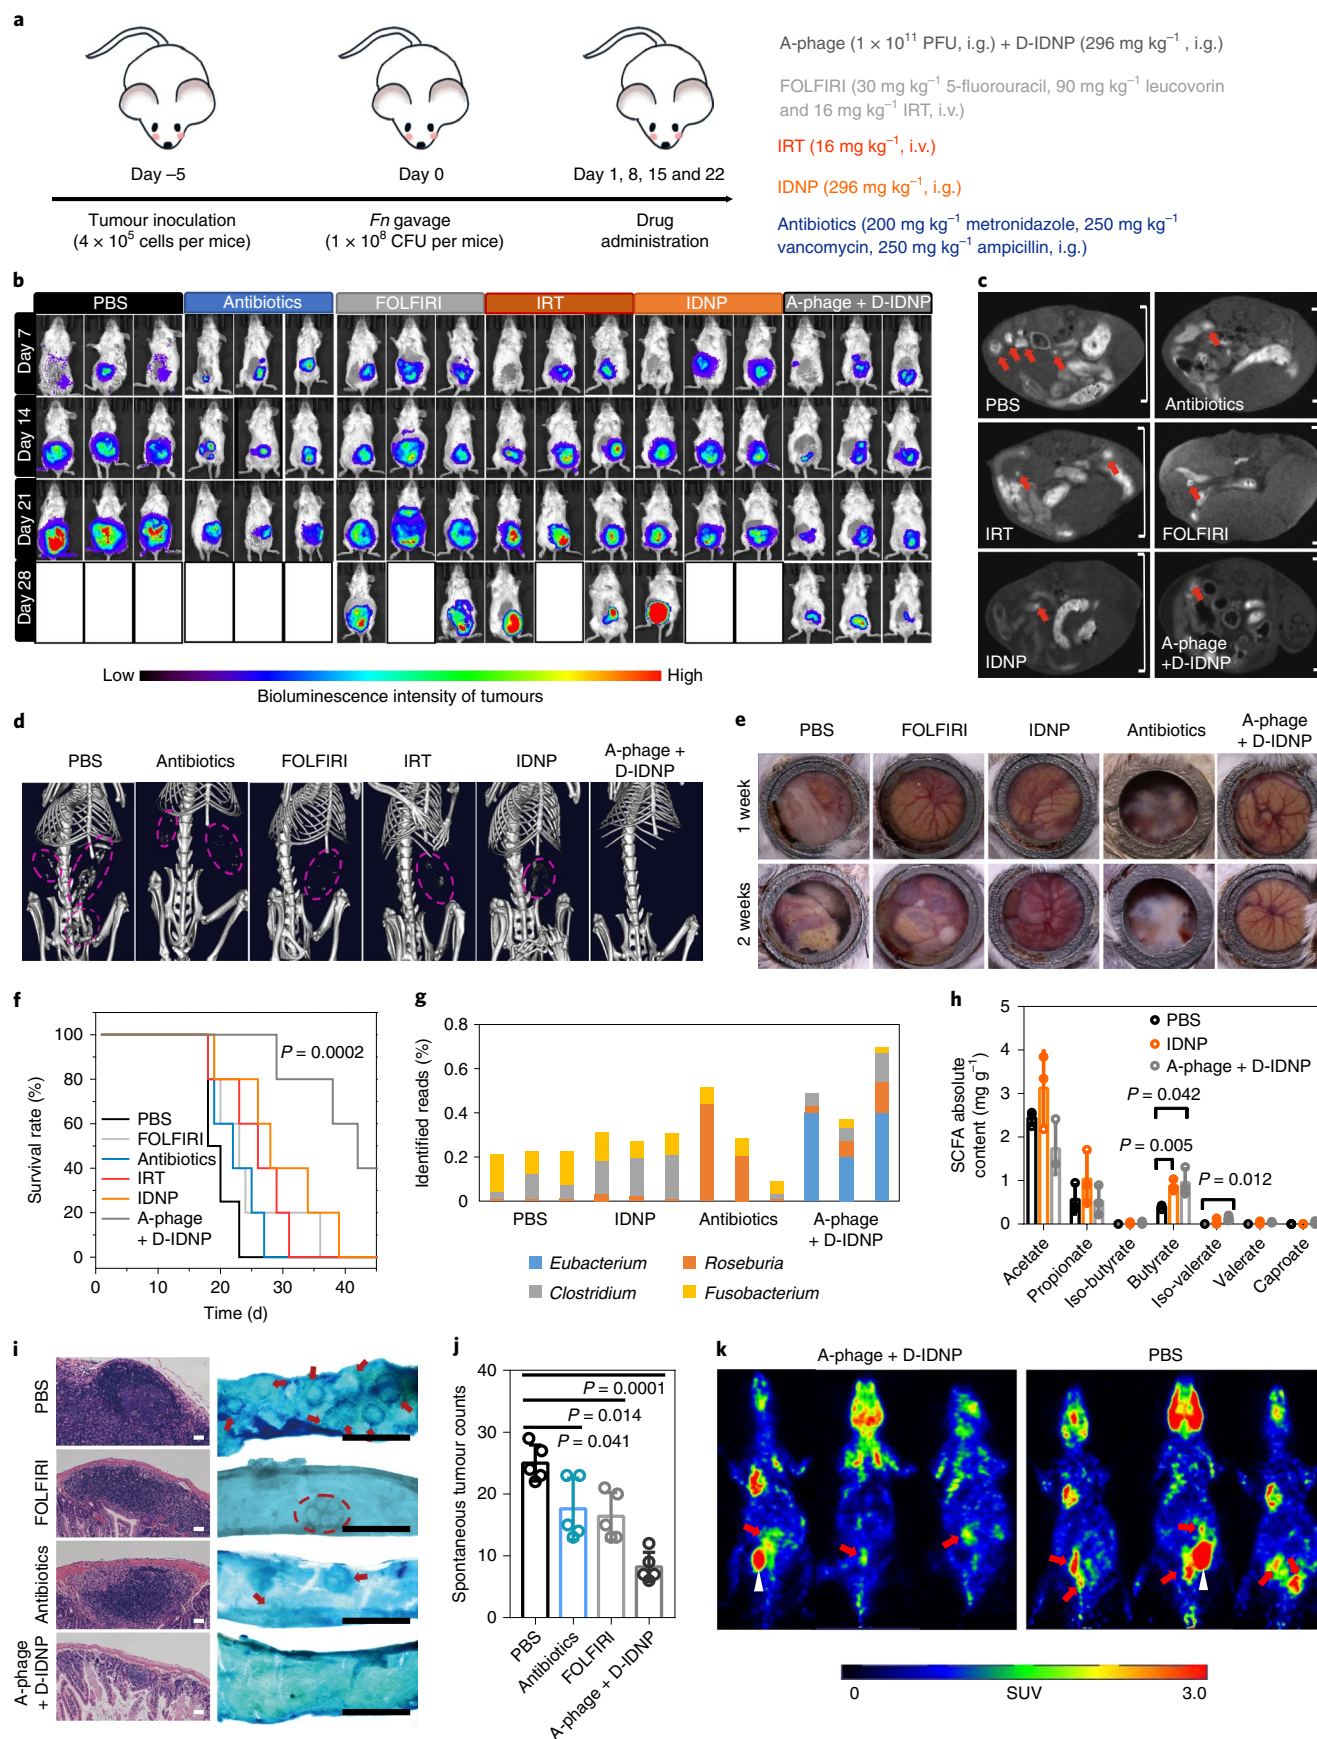 a
Day –5
Day 0
Day 1, 8, 15 and 22
Tumour inoculation
(4 × 10⁵ cells per mice)
Fn gavage
(1 × 10⁸ CFU per mice)
Drug
administration
A-phage (1 × 10¹¹ PFU, i.g.) + D-IDNP (296 mg kg⁻¹ , i.g.)
FOLFIRI (30 mg kg⁻¹ 5-fluorouracil, 90 mg kg⁻¹ leucovorin
and 16 mg kg⁻¹ IRT, i.v.)
IRT (16 mg kg⁻¹, i.v.)
IDNP (296 mg kg⁻¹, i.g.)
Antibiotics (200 mg kg⁻¹ metronidazole, 250 mg kg⁻¹
vancomycin, 250 mg kg⁻¹ ampicillin, i.g.)
b
PBS
Antibiotics
FOLFIRI
IRT
IDNP
A-phage + D-IDNP
Day 7
Day 14
Day 21
Day 28
Low
High
Bioluminescence intensity of tumours
c
PBS
Antibiotics
IRT
FOLFIRI
IDNP
A-phage
+D-IDNP
d
PBS
Antibiotics
FOLFIRI
IRT
IDNP
A-phage +
D-IDNP
e
PBS
FOLFIRI
IDNP
Antibiotics
A-phage
+ D-IDNP
1 week
2 weeks
f
Survival rate (%)
100
80
60
40
20
0
P = 0.0002
PBS
FOLFIRI
Antibiotics
IRT
IDNP
A-phage
+ D-IDNP
0
10
20
30
40
Time (d)
g
Identified reads (%)
0.8
0.6
0.4
0.2
0
PBS
IDNP
Antibiotics
A-phage
+ D-IDNP
Eubacterium
Roseburia
Clostridium
Fusobacterium
h
SCFA absolute
content (mg g⁻¹)
5
4
3
2
1
0
PBS
IDNP
A-phage + D-IDNP
P = 0.042
P = 0.005
P = 0.012
Acetate
Propionate
Iso-butyrate
Butyrate
Iso-valerate
Valerate
Caproate
i
PBS
FOLFIRI
Antibiotics
A-phage
+ D-IDNP
j
Spontaneous tumour counts
40
30
20
10
0
P = 0.0001
P = 0.014
P = 0.041
PBS
Antibiotics
FOLFIRI
A-phage + D-IDNP
k
A-phage + D-IDNP
PBS
0
SUV
3.0